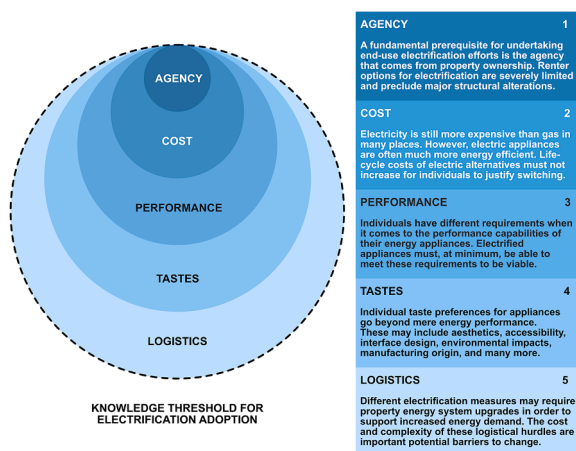 AGENCY
COST
PERFORMANCE
TASTES
LOGISTICS
KNOWLEDGE THRESHOLD FOR
ELECTRIFICATION ADOPTION
AGENCY 1
A fundamental prerequisite for undertaking
end-use electrification efforts is the agency
that comes from property ownership. Renter
options for electrification are severely limited
and preclude major structural alterations.
COST 2
Electricity is still more expensive than gas in
many places. However, electric appliances
are often much more energy efficient. Life-
cycle costs of electric alternatives must not
increase for individuals to justify switching.
PERFORMANCE 3
Individuals have different requirements when
it comes to the performance capabilities of
their energy appliances. Electrified
appliances must, at minimum, be able to
meet these requirements to be viable.
TASTES 4
Individual taste preferences for appliances
go beyond mere energy performance.
These may include aesthetics, accessibility,
interface design, environmental impacts,
manufacturing origin, and many more.
LOGISTICS 5
Different electrification measures may require
property energy system upgrades in order to
support increased energy demand. The cost
and complexity of these logistical hurdles are
important potential barriers to change.